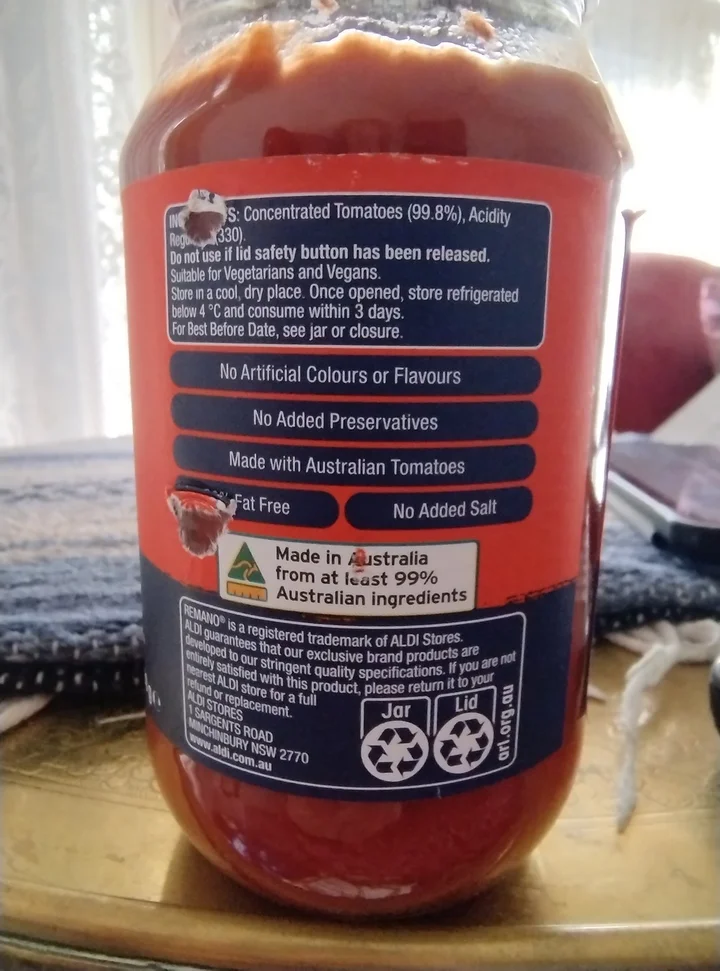 Concentrated Tomatoes (99.8%), Acidity
(330).
Do not use if lid safety button has been released.
Suitable for Vegetarians and Vegans.
Store in a cool, dry place. Once opened, store refrigerated
below 4 °C and consume within 3 days.
For Best Before Date, see jar or closure.
No Artificial Colours or Flavours
No Added Preservatives
Made with Australian Tomatoes
Fat Free
No Added Salt
Made in Australia
from at least 99%
Australian ingredients
REMANO® is a registered trademark of ALDI Stores.
ALDI guarantees that our exclusive brand products are
developed to our stringent quality specifications. If you are not
entirely satisfied with this product, please return it to your
nearest ALDI store for a full
refund or replacement.
ALDI STORES
1 SARGENTS ROAD
MINCHINBURY NSW 2770
www.aldi.com.au
Jar
Lid
arl.org.au